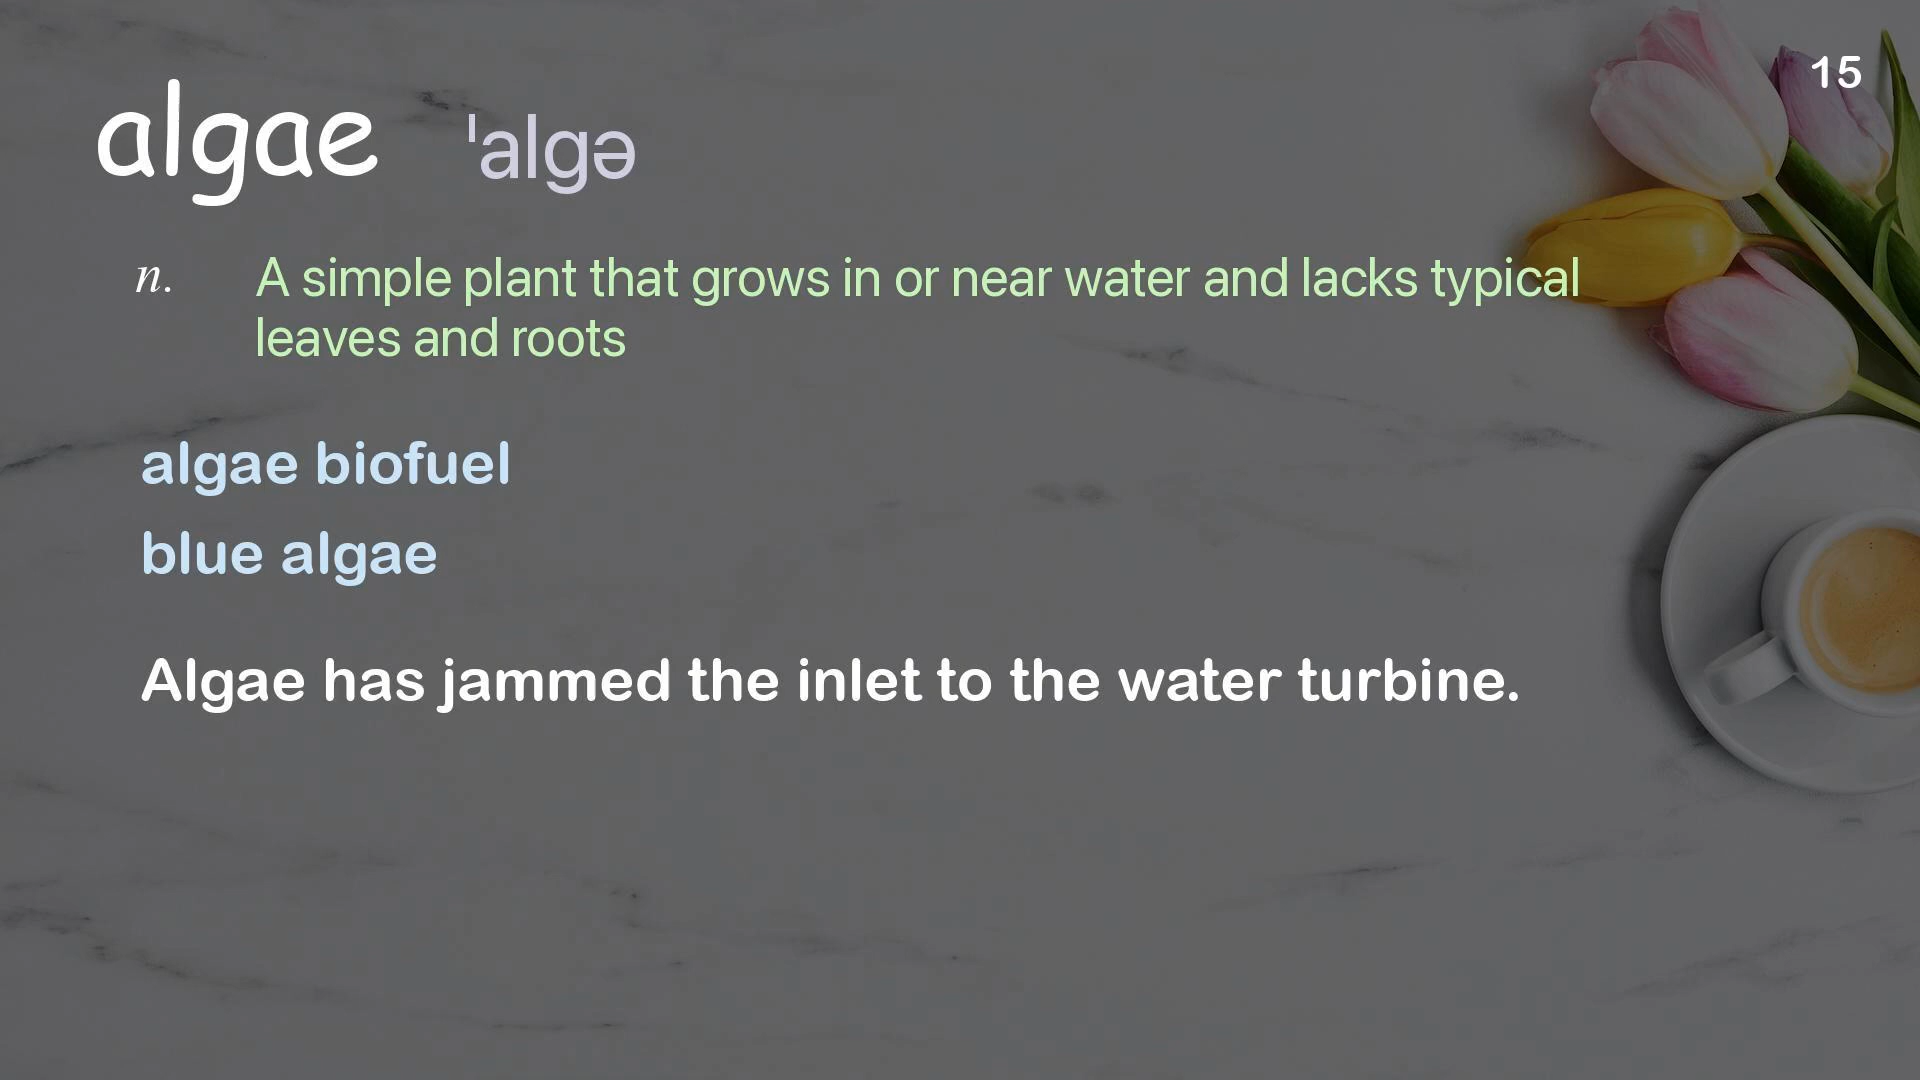 15
algae ˈalgə
n. A simple plant that grows in or near water and lacks typical
leaves and roots
algae biofuel
blue algae
Algae has jammed the inlet to the water turbine.